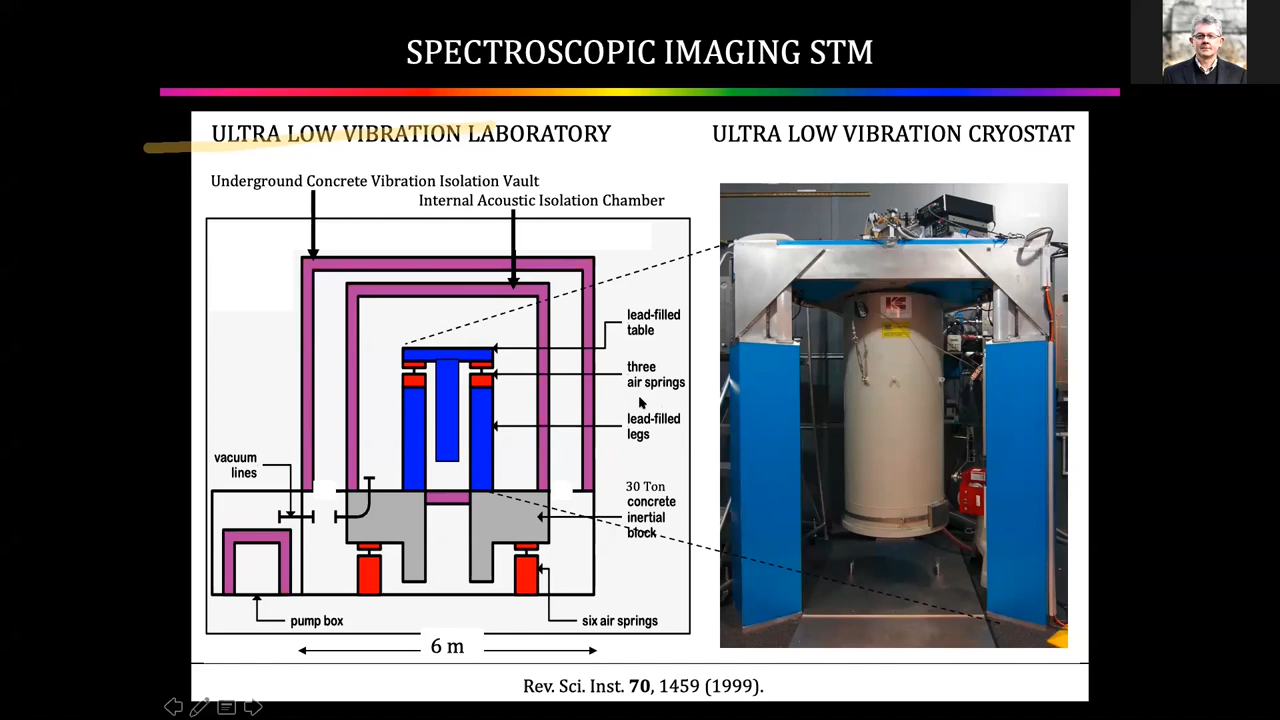 SPECTROSCOPIC IMAGING STM
ULTRA LOW VIBRATION LABORATORY
ULTRA LOW VIBRATION CRYOSTAT
Underground Concrete Vibration Isolation Vault
Internal Acoustic Isolation Chamber
lead-filled
table
three
air springs
lead-filled
legs
vacuum
lines
30 Ton
concrete
inertial
block
pump box
six air springs
6 m
Rev. Sci. Inst. 70, 1459 (1999).